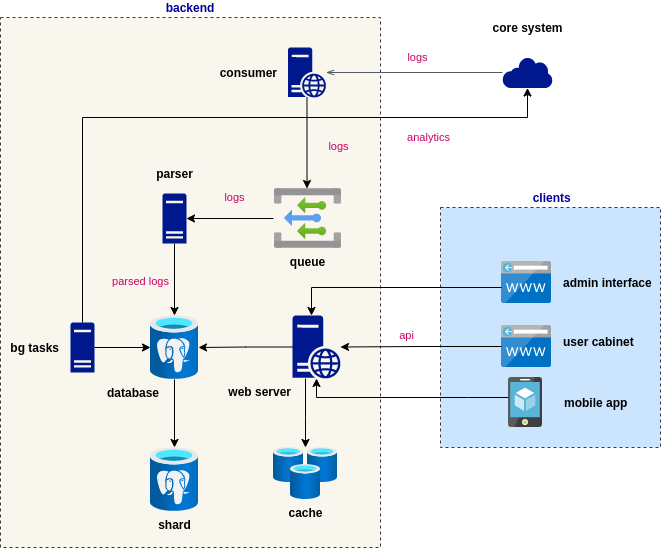 backend
core system
consumer
logs
analytics
logs
parser
logs
queue
clients
parsed logs
www
admin interface
api
www
user cabinet
bg tasks
database
web server
mobile app
shard
cache